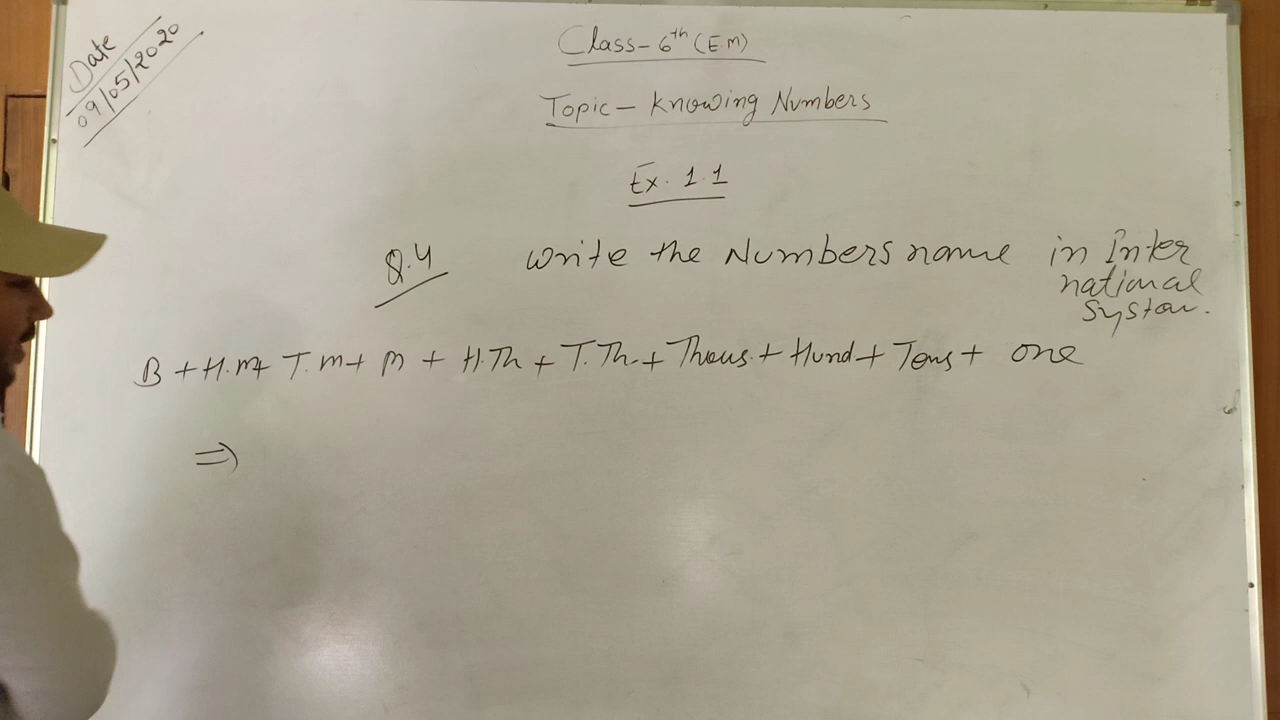 Date
09/05/2020
Class-6th (E.M)
Topic- Knowing Numbers
Ex. 1.1
Q.4 Write the Numbers name in Inter
national
System.
B + H.M+ T.M+ M + H.Th + T.Th.+ Thous.+ Hund+ Tens+ one
⇒